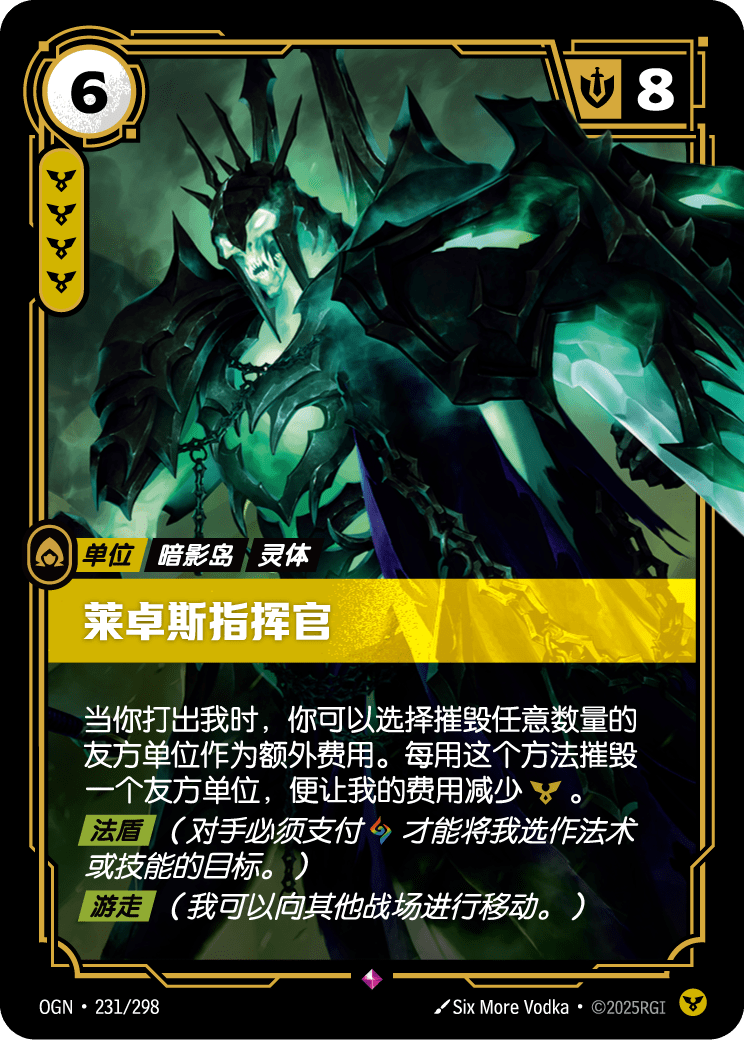 6
8
单位 暗影岛 灵体
莱卓斯指挥官
当你打出我时，你可以选择摧毁任意数量的
友方单位作为额外费用。每用这个方法摧毁
一个友方单位，便让我的费用减少 。
法盾 （对手必须支付 才能将我选作法术
或技能的目标。）
游走 （我可以向其他战场进行移动。）
OGN • 231/298
Six More Vodka • ©2025RGI